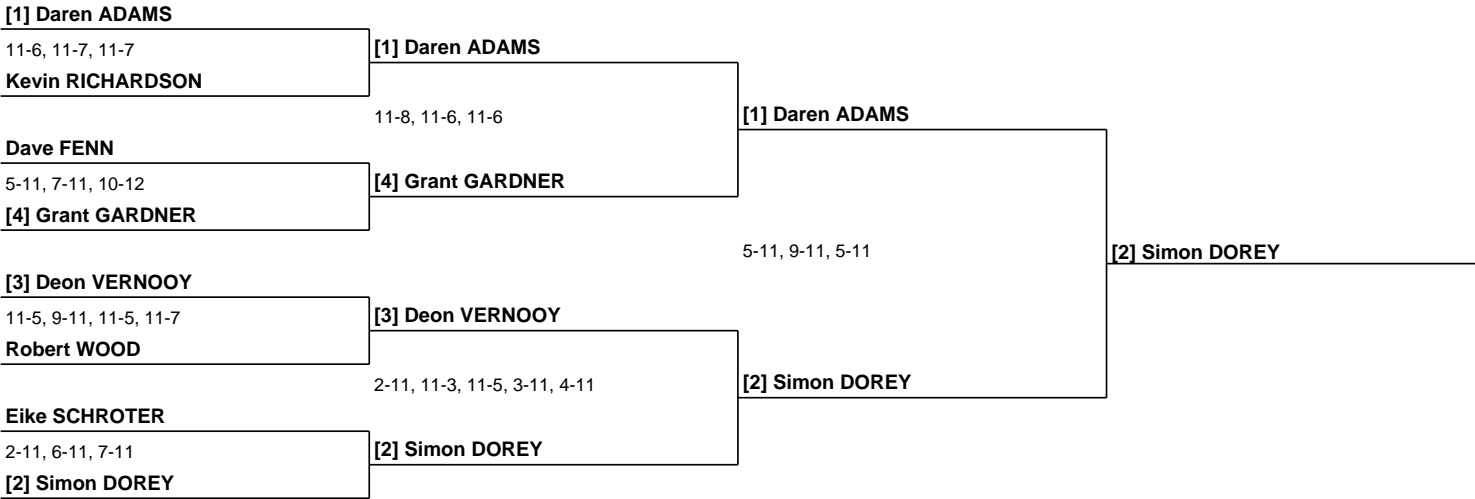 [1] Daren ADAMS
11-6, 11-7, 11-7
Kevin RICHARDSON
Dave FENN
5-11, 7-11, 10-12
[4] Grant GARDNER
[3] Deon VERNOOY
11-5, 9-11, 11-5, 11-7
Robert WOOD
Eike SCHROTER
2-11, 6-11, 7-11
[2] Simon DOREY
[1] Daren ADAMS
11-8, 11-6, 11-6
[4] Grant GARDNER
[3] Deon VERNOOY
2-11, 11-3, 11-5, 3-11, 4-11
[2] Simon DOREY
[1] Daren ADAMS
5-11, 9-11, 5-11
[2] Simon DOREY
[2] Simon DOREY